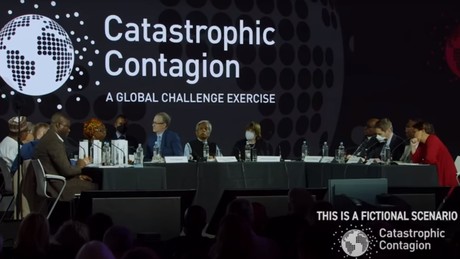 Catastrophic
Contagion
A GLOBAL CHALLENGE EXERCISE
THIS IS A FICTIONAL SCENARIO
Catastrophic
Contagion